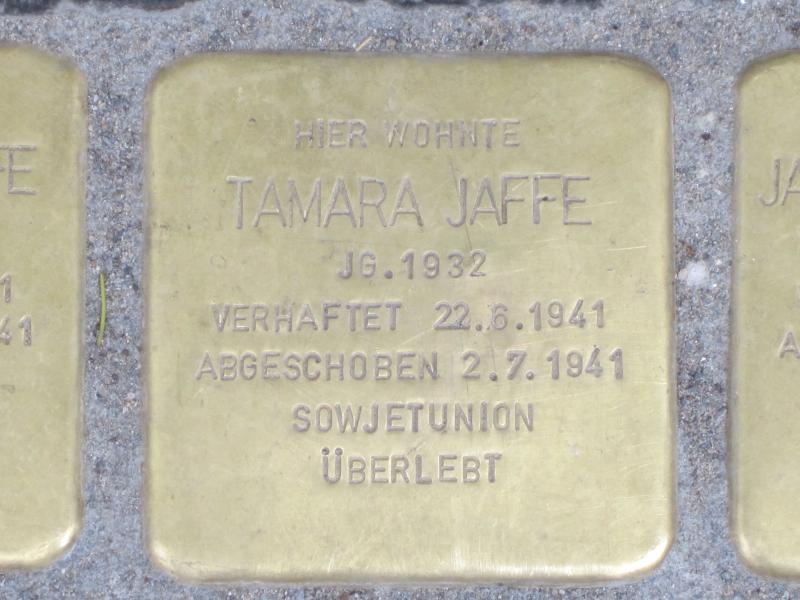 HIER WOHNTE
TAMARA JAFFE
JG.1932
VERHAFTET 22.6.1941
ABGESCHOBEN 2.7.1941
SOWJETUNION
ÜBERLEBT